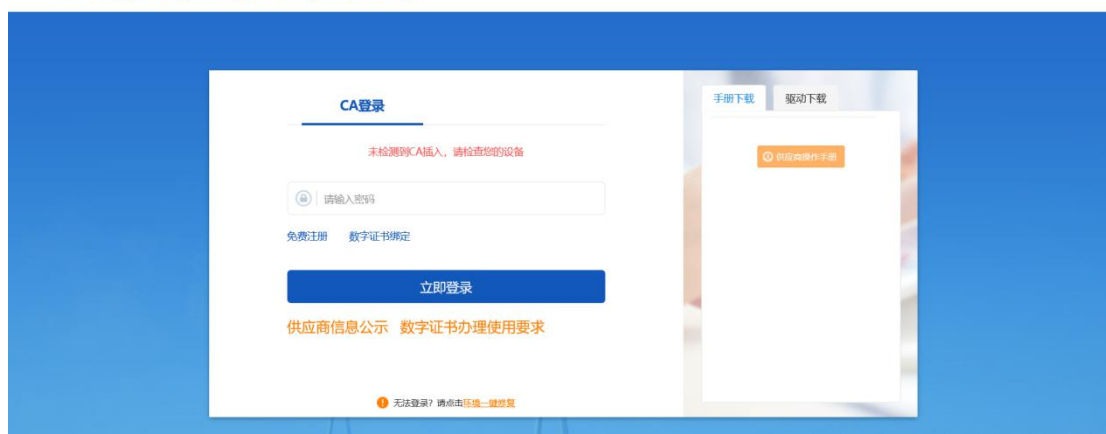 CA登录
未检测到CA插入，请检查您的设备
请输入密码
免费注册 数字证书绑定
立即登录
供应商信息公示 数字证书办理使用要求
无法登录？请点击环境一键修复
手册下载 驱动下载
供应商操作手册